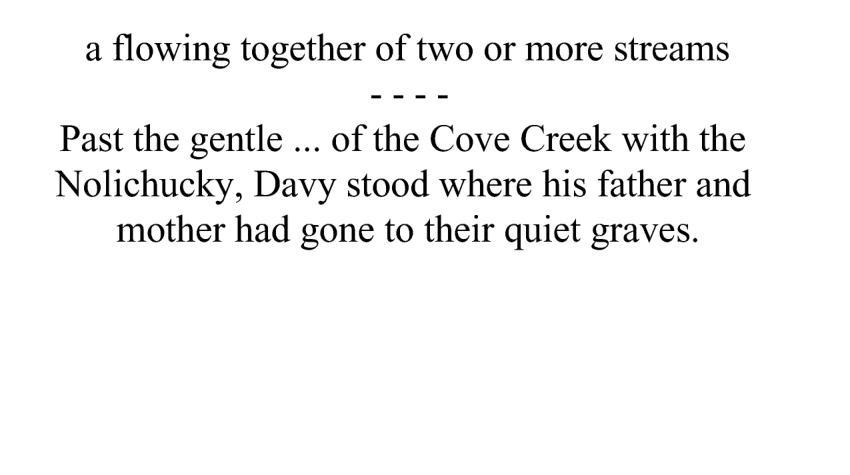 a flowing together of two or more streams
- - - -
Past the gentle ... of the Cove Creek with the
Nolichucky, Davy stood where his father and
mother had gone to their quiet graves.